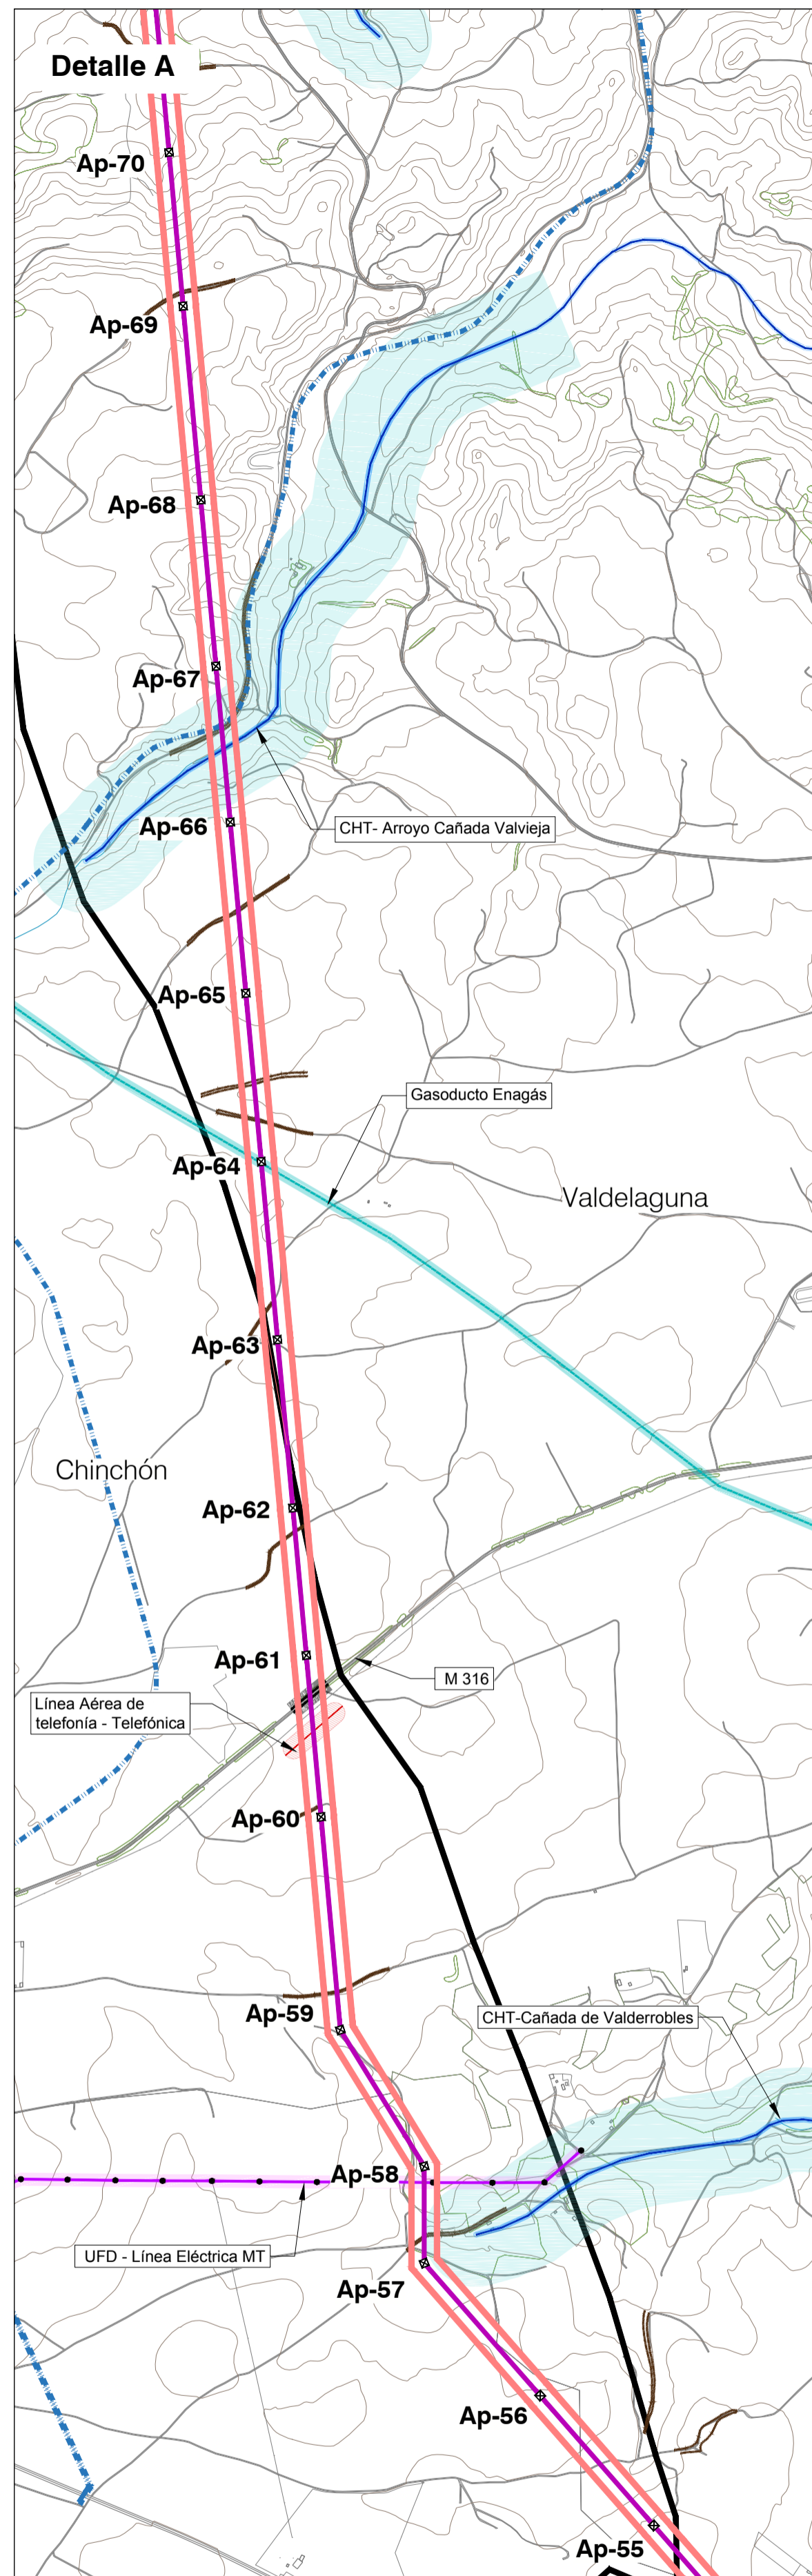 Detalle A
Ap-70
Ap-69
Ap-68
Ap-67
Ap-66
CHT- Arroyo Cañada Valvieja
Ap-65
Gasoducto Enagás
Ap-64
Valdelaguna
Ap-63
Chinchón
Ap-62
Ap-61
M 316
Línea Aérea de
telefonía - Telefónica
Ap-60
Ap-59
CHT-Cañada de Valderrobles
Ap-58
UFD - Línea Eléctrica MT
Ap-57
Ap-56
Ap-55